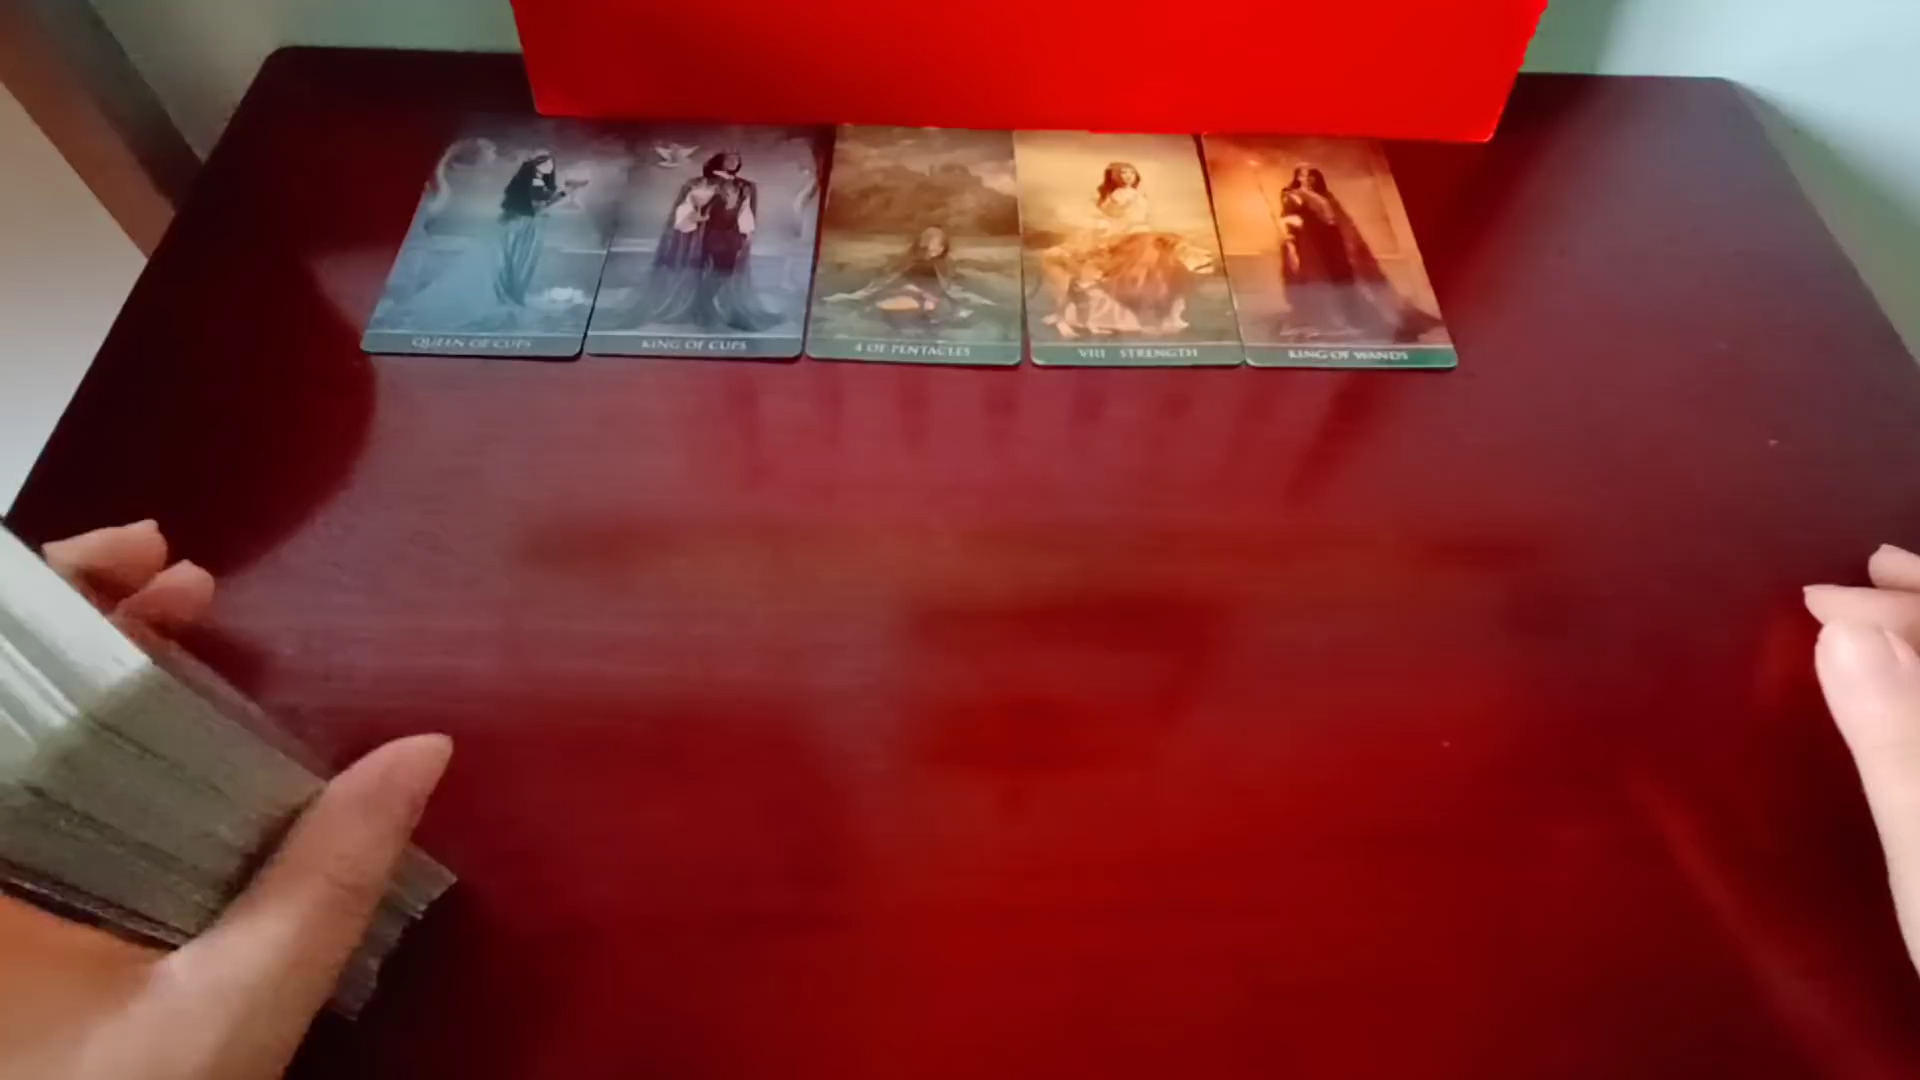 QUEEN OF CUPS
KING OF CUPS
4 OF PENTACLES
VIII STRENGTH
KING OF WANDS